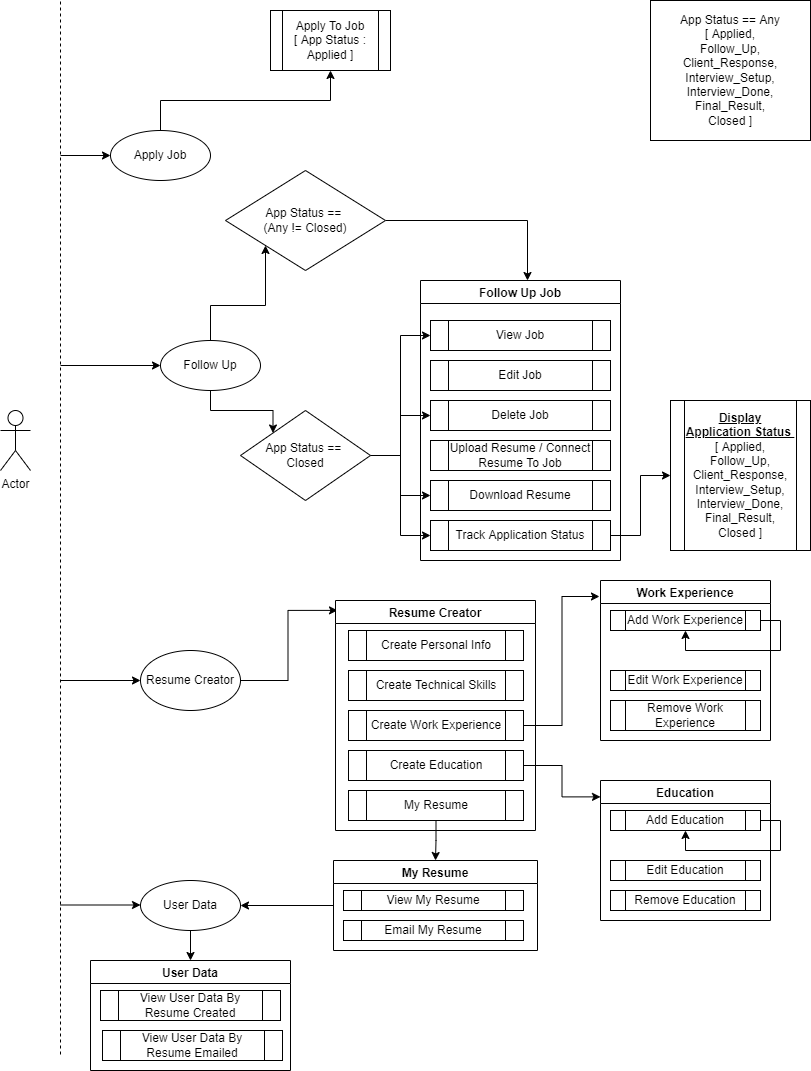 Apply To Job
[ App Status :
Applied ]
App Status == Any
[ Applied,
Follow_Up,
Client_Response,
Interview_Setup,
Interview_Done,
Final_Result,
Closed ]
Apply Job
App Status ==
(Any != Closed)
Follow Up Job
View Job
Follow Up
Edit Job
Delete Job
App Status ==
Closed
Upload Resume / Connect
Resume To Job
Download Resume
Track Application Status
Display
Application Status
[ Applied,
Follow_Up,
Client_Response,
Interview_Setup,
Interview_Done,
Final_Result,
Closed ]
Actor
Resume Creator
Create Personal Info
Create Technical Skills
Create Work Experience
Create Education
My Resume
Resume Creator
Work Experience
Add Work Experience
Edit Work Experience
Remove Work
Experience
Education
Add Education
Edit Education
Remove Education
My Resume
View My Resume
Email My Resume
User Data
User Data
View User Data By
Resume Created
View User Data By
Resume Emailed